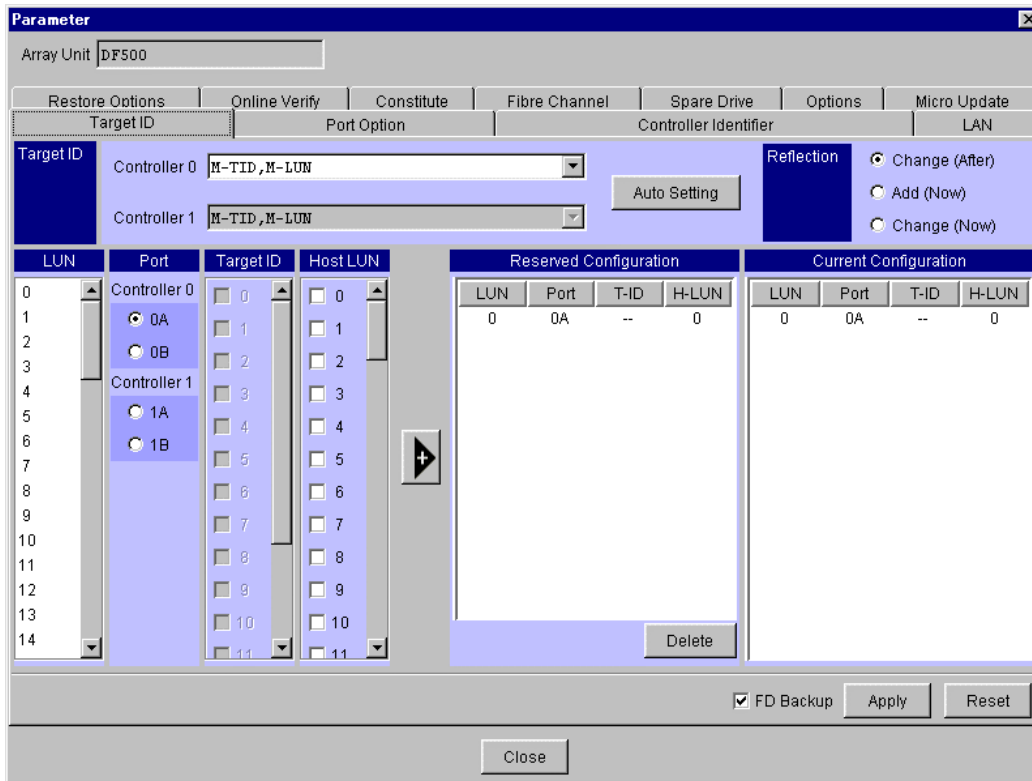 Parameter
Array Unit DF500
Restore Options Online Verify Constitute Fibre Channel Spare Drive Options Micro Update
Target ID Port Option Controller Identifier LAN
Target ID
Controller 0 M-TID,M-LUN
Controller 1 M-TID,M-LUN
Auto Setting
Reflection
Change (After)
Add (Now)
Change (Now)
LUN
0
1
2
3
4
5
6
7
8
9
10
11
12
13
14
Port
Controller 0
0A
0B
Controller 1
1A
1B
Target ID
0
1
2
3
4
5
6
7
8
9
10
11
Host LUN
0
1
2
3
4
5
6
7
8
9
10
11
Reserved Configuration
LUN Port T-ID H-LUN
0 0A -- 0
Delete
Current Configuration
LUN Port T-ID H-LUN
0 0A -- 0
FD Backup Apply Reset
Close